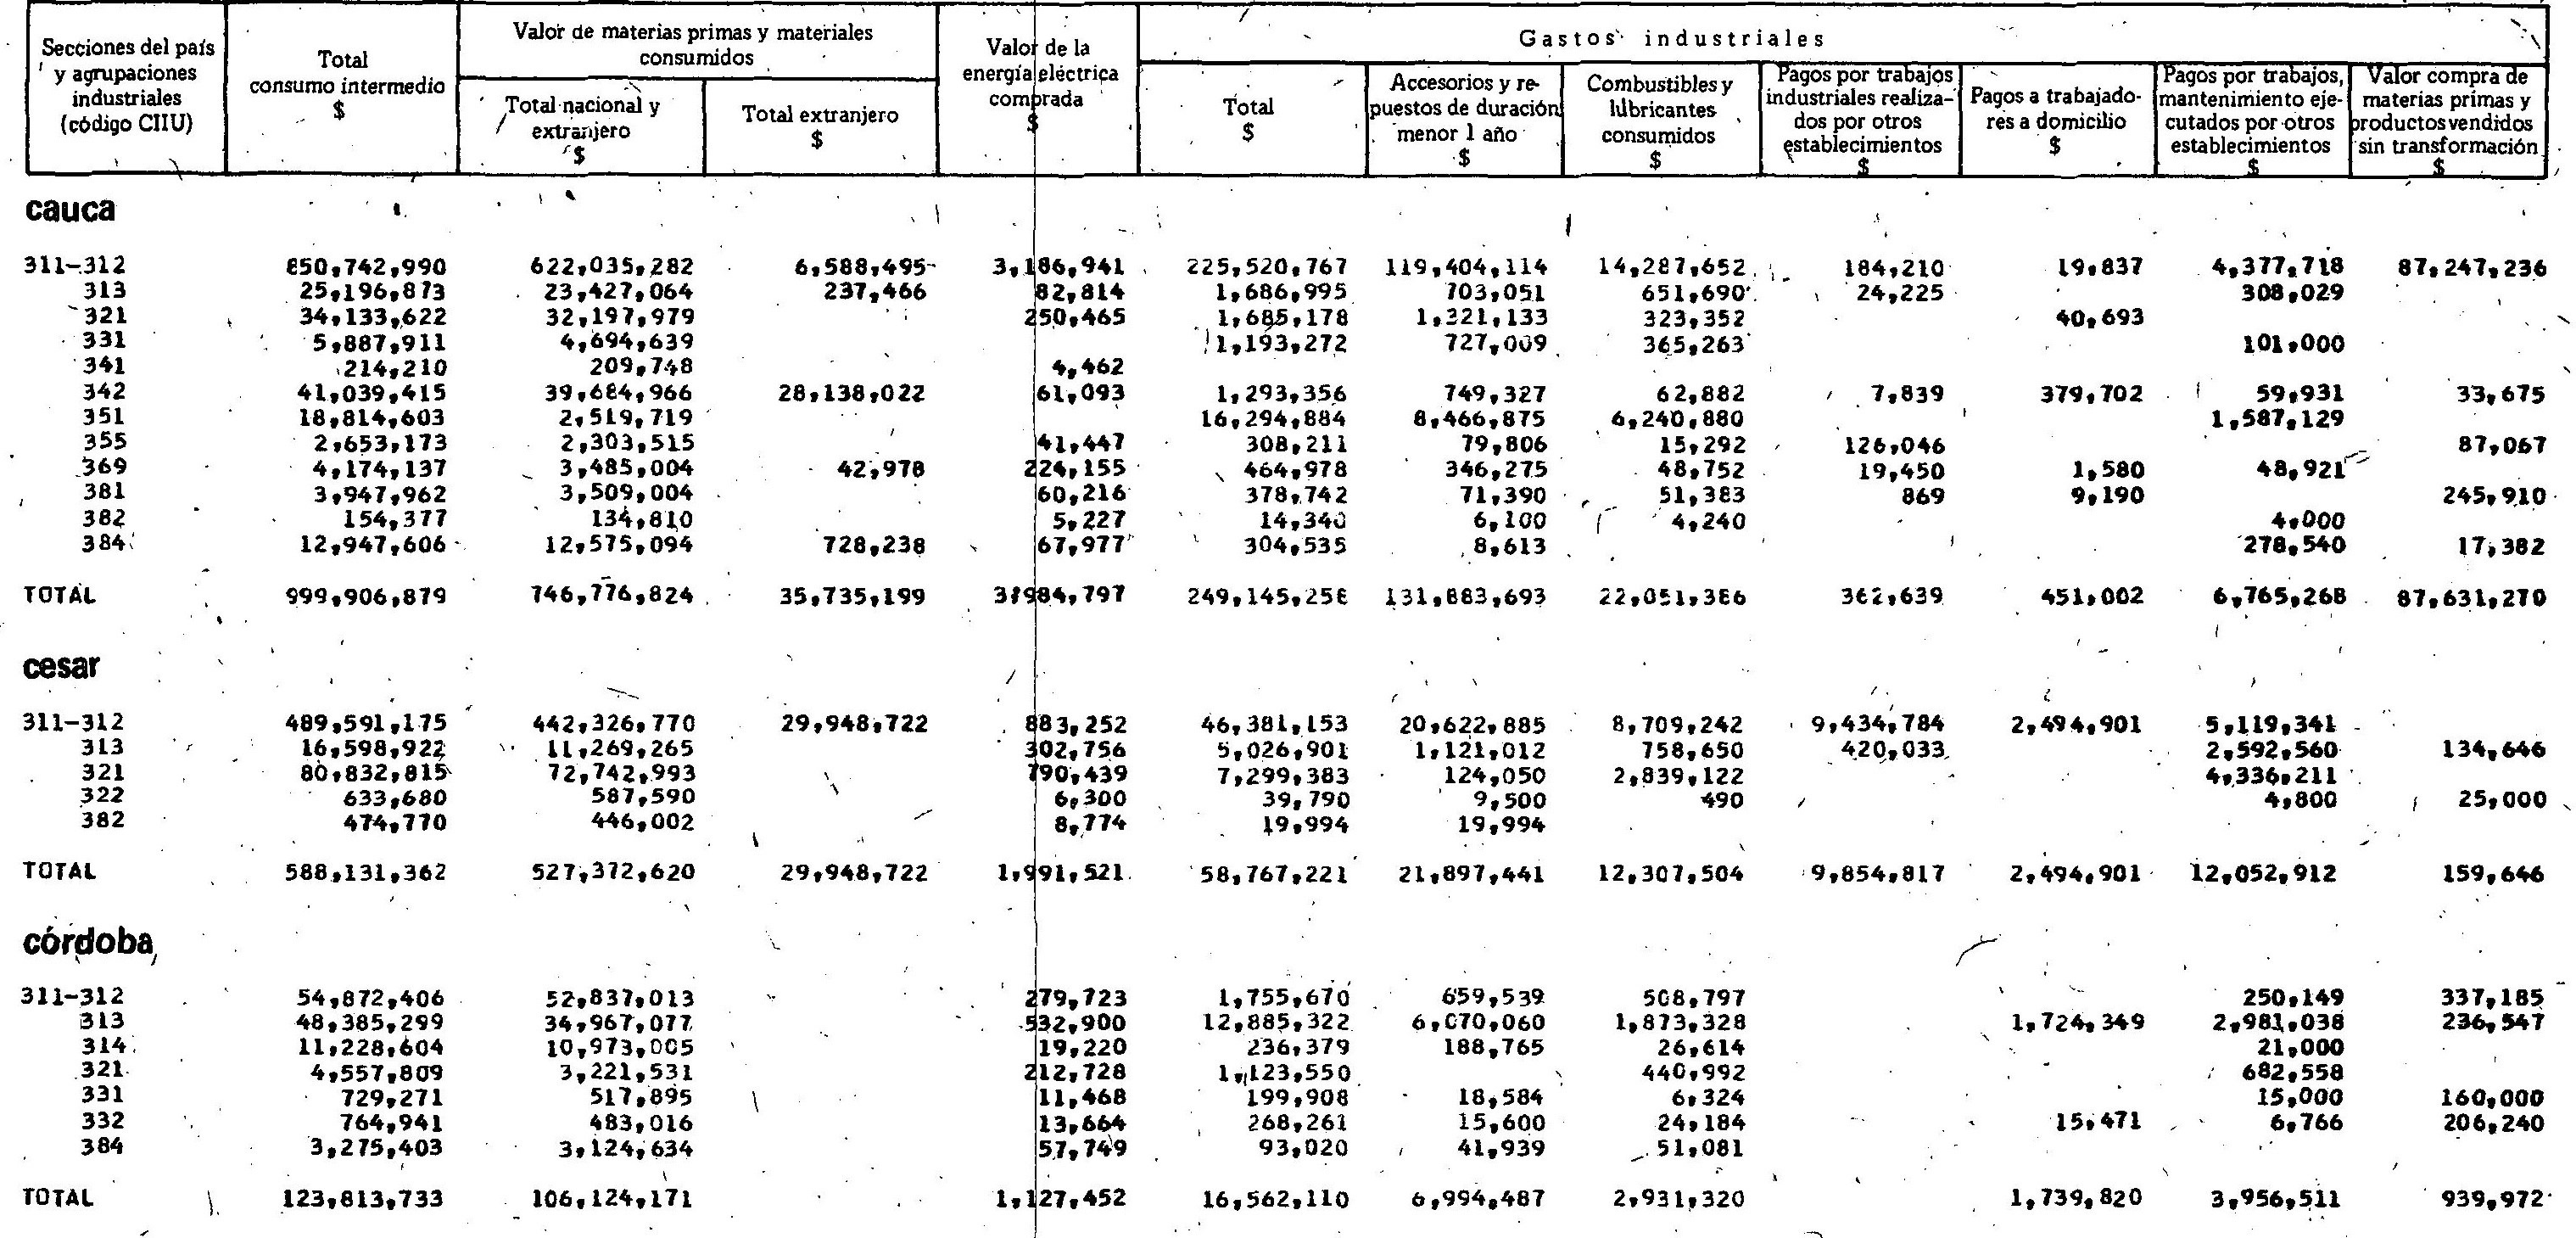 Secciones del país y agrupaciones industriales (código CIIU)
Total consumo intermedio $
Valor de materias primas y materiales consumidos
Total nacional y extranjero $
Total extranjero $
Valor de la energía eléctrica comprada $
Gastos industriales
Total $
Accesorios y repuestos de duración menor 1 año $
Combustibles y lubricantes consumidos $
Pagos por trabajos industriales realizados por otros establecimientos $
Pagos a trabajadores a domicilio $
Pagos por trabajos, mantenimiento ejecutados por otros establecimientos $
Valor compra de materias primas y productos vendidos sin transformación $
cauca
311-312 850,742,990 622,035,282 6,588,495 3,186,941 225,520,767 119,404,114 14,287,652 184,210 19,837 4,377,718 87,247,236
313 25,196,873 23,427,064 237,466 82,814 1,686,995 703,051 651,690 24,225 308,029
321 34,133,622 32,197,979 250,465 1,685,178 1,321,133 323,352 40,693
331 5,887,911 4,694,639 1,193,272 727,009 365,263 101,000
341 214,210 209,748 4,462
342 41,039,415 39,684,966 28,138,022 61,093 1,293,356 749,327 62,882 7,839 379,702 59,931 33,675
351 18,814,603 2,519,719 16,294,884 8,466,875 6,240,880 1,587,129
355 2,653,173 2,303,515 41,447 308,211 79,806 15,292 126,046 87,067
369 4,174,137 3,485,004 42,978 224,155 464,978 346,275 48,752 19,450 1,580 48,921
381 3,947,962 3,509,004 60,216 378,742 71,390 51,383 869 9,190 245,910
382 154,377 134,810 5,227 14,340 6,100 4,240 4,000
384 12,947,606 12,575,094 728,238 67,977 304,535 8,613 278,540 17,382
TOTAL 999,906,879 746,776,824 35,735,199 3,984,797 249,145,258 131,883,693 22,051,386 362,639 451,002 6,765,268 87,631,270
cesar
311-312 489,591,175 442,326,770 29,948,722 883,252 46,381,153 20,622,885 8,709,242 9,434,784 2,494,901 5,119,341
313 16,598,922 11,269,265 302,756 5,026,901 1,121,012 758,650 420,033 2,592,560 134,646
321 80,832,815 72,742,993 790,439 7,299,383 124,050 2,839,122 4,336,211
322 633,680 587,590 6,300 39,790 9,500 490 4,800 25,000
382 474,770 446,002 8,774 19,994 19,994
TOTAL 588,131,362 527,372,620 29,948,722 1,991,521 58,767,221 21,897,441 12,307,504 9,854,817 2,494,901 12,052,912 159,646
córdoba
311-312 54,872,406 52,837,013 279,723 1,755,670 659,539 508,797 250,149 337,185
313 48,385,299 34,967,077 532,900 12,885,322 6,070,060 1,873,328 1,724,349 2,981,038 236,547
314 11,228,604 10,973,005 19,220 236,379 188,765 26,614 21,000
321 4,557,809 3,221,531 212,728 1,123,550 440,992 682,558
331 729,271 517,895 11,468 199,908 18,584 6,324 15,000 160,000
332 764,941 483,016 13,664 268,261 15,600 24,184 15,471 6,766 206,240
384 3,275,403 3,124,634 57,749 93,020 41,939 51,081
TOTAL 123,813,733 106,124,171 1,127,452 16,562,110 6,994,487 2,931,320 1,739,820 3,956,511 939,972